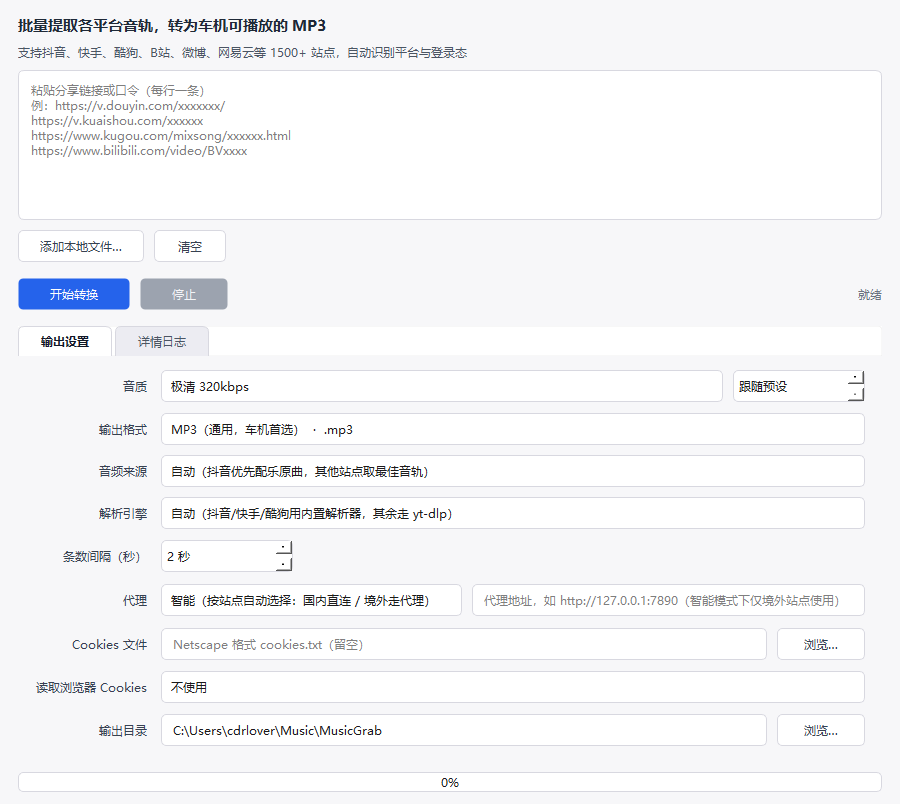 批量提取各平台音轨，转为车机可播放的 MP3
支持抖音、快手、酷狗、B站、微博、网易云等 1500+ 站点，自动识别平台与登录态
粘贴分享链接或口令（每行一条）
例：https://v.douyin.com/xxxxxxx/
https://v.kuaishou.com/xxxxxx
https://www.kugou.com/mixsong/xxxxxx.html
https://www.bilibili.com/video/BVxxxx
添加本地文件... 清空
开始转换 停止 就绪
输出设置 详情日志
音质 极清 320kbps 跟随预设
输出格式 MP3（通用，车机首选） · .mp3
音频来源 自动（抖音优先配乐原曲，其他站点取最佳音轨）
解析引擎 自动（抖音/快手/酷狗用内置解析器，其余走 yt-dlp）
条数间隔（秒） 2 秒
代理 智能（按站点自动选择：国内直连 / 境外走代理） 代理地址，如 http://127.0.0.1:7890（智能模式下仅境外站点使用）
Cookies 文件 Netscape 格式 cookies.txt（留空） 浏览...
读取浏览器 Cookies 不使用
输出目录 C:\Users\cdrlover\Music\MusicGrab 浏览...
0%